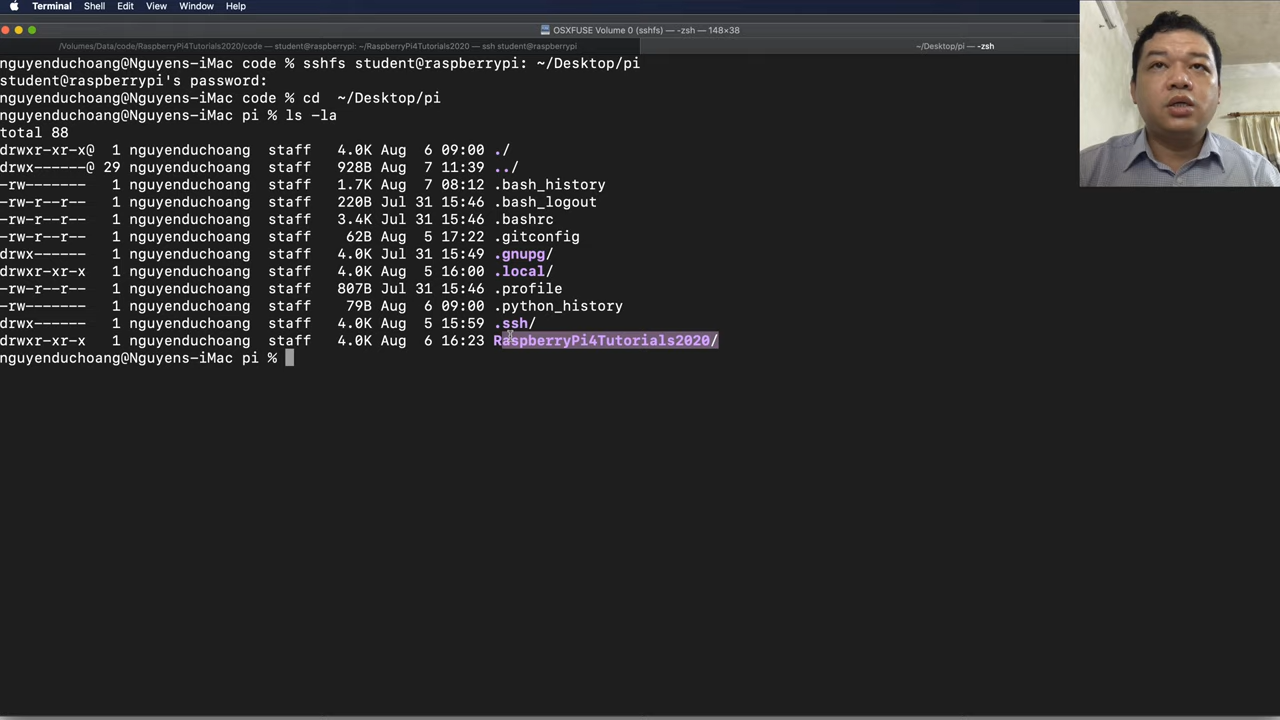 Terminal Shell Edit View Window Help
OSXFUSE Volume 0 (sshfs) — -zsh — 148×38
/Volumes/Data/code/RaspberryPi4Tutorials2020/code — student@raspberrypi: ~/RaspberryPi4Tutorials2020 — ssh student@raspberrypi
~/Desktop/pi — -zsh
nguyenduchoang@Nguyens-iMac code % sshfs student@raspberrypi: ~/Desktop/pi
student@raspberrypi's password:
nguyenduchoang@Nguyens-iMac code % cd  ~/Desktop/pi
nguyenduchoang@Nguyens-iMac pi % ls -la
total 88
drwxr-xr-x@  1 nguyenduchoang  staff   4.0K Aug  6 09:00 ./
drwx------@ 29 nguyenduchoang  staff   928B Aug  7 11:39 ../
-rw-------   1 nguyenduchoang  staff   1.7K Aug  7 08:12 .bash_history
-rw-r--r--   1 nguyenduchoang  staff   220B Jul 31 15:46 .bash_logout
-rw-r--r--   1 nguyenduchoang  staff   3.4K Jul 31 15:46 .bashrc
-rw-r--r--   1 nguyenduchoang  staff    62B Aug  5 17:22 .gitconfig
drwx------   1 nguyenduchoang  staff   4.0K Jul 31 15:49 .gnupg/
drwxr-xr-x   1 nguyenduchoang  staff   4.0K Aug  5 16:00 .local/
-rw-r--r--   1 nguyenduchoang  staff   807B Jul 31 15:46 .profile
-rw-------   1 nguyenduchoang  staff    79B Aug  6 09:00 .python_history
drwx------   1 nguyenduchoang  staff   4.0K Aug  5 15:59 .ssh/
drwxr-xr-x   1 nguyenduchoang  staff   4.0K Aug  6 16:23 RaspberryPi4Tutorials2020/
nguyenduchoang@Nguyens-iMac pi %